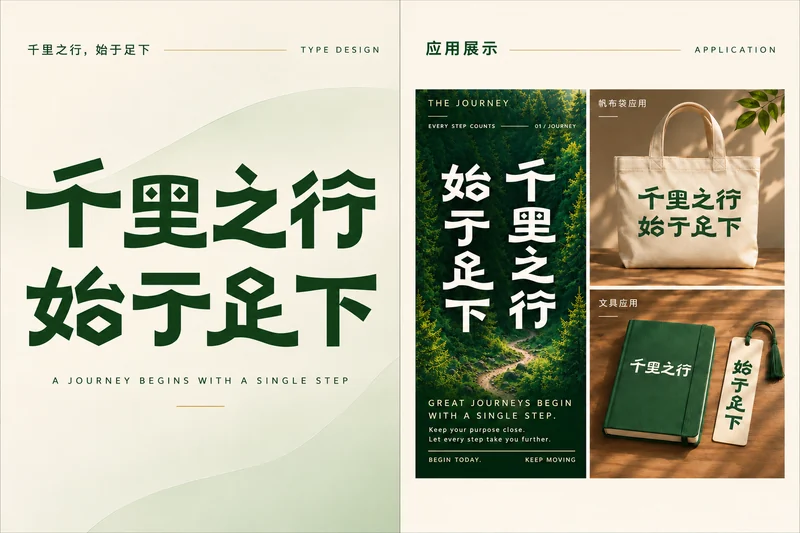 千里之行，始于足下
TYPE DESIGN
千里之行
始于足下
A JOURNEY BEGINS WITH A SINGLE STEP
应用展示
APPLICATION
THE JOURNEY
EVERY STEP COUNTS
01 / JOURNEY
千里之行
始于足下
GREAT JOURNEYS BEGIN
WITH A SINGLE STEP.
Keep your purpose close.
Let every step take you further.
BEGIN TODAY.
KEEP MOVING
帆布袋应用
千里之行
始于足下
文具应用
千里之行
始于足下